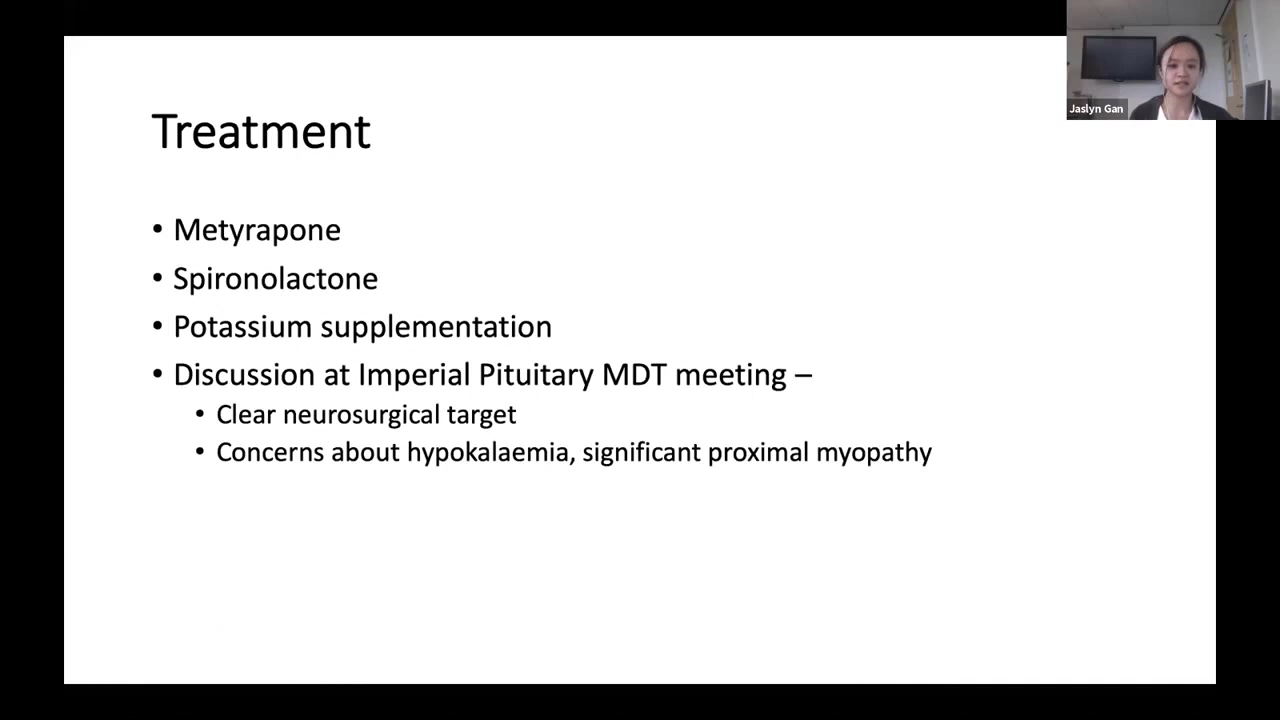 Jaslyn Gan
Treatment
• Metyrapone
• Spironolactone
• Potassium supplementation
• Discussion at Imperial Pituitary MDT meeting –
• Clear neurosurgical target
• Concerns about hypokalaemia, significant proximal myopathy